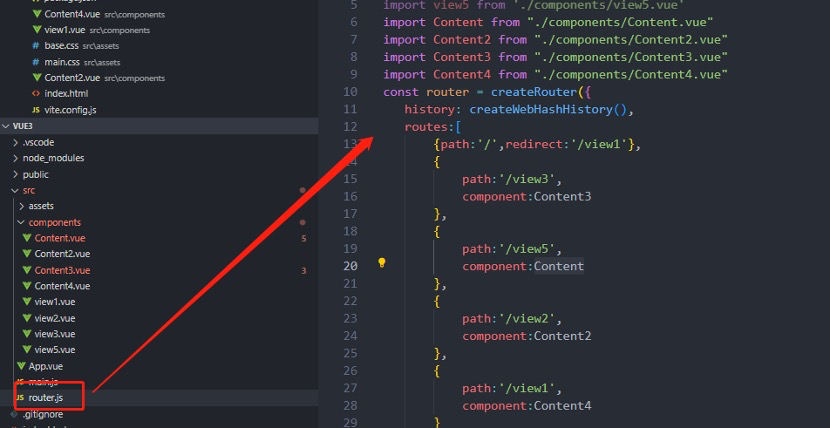 Content4.vue src\components
view1.vue src\components
# base.css src\assets
# main.css src\assets
Content2.vue src\components
index.html
JS vite.config.js
VUE3
.vscode
node_modules
public
src
assets
components
Content.vue 5
Content2.vue
Content3.vue 3
Content4.vue
view1.vue
view2.vue
view3.vue
view5.vue
App.vue
JS main.js
JS router.js
.gitignore
5 import view5 from './components/view5.vue'
6 import Content from "./components/Content.vue"
7 import Content2 from "./components/Content2.vue"
8 import Content3 from "./components/Content3.vue"
9 import Content4 from "./components/Content4.vue"
10 const router = createRouter({
11 history: createWebHashHistory(),
12 routes:[
13 {path:'/',redirect:'/view1'},
14 {
15 path:'/view3',
16 component:Content3
17 },
18 {
19 path:'/view5',
20 component:Content
21 },
22 {
23 path:'/view2',
24 component:Content2
25 },
26 {
27 path:'/view1',
28 component:Content4
29 }